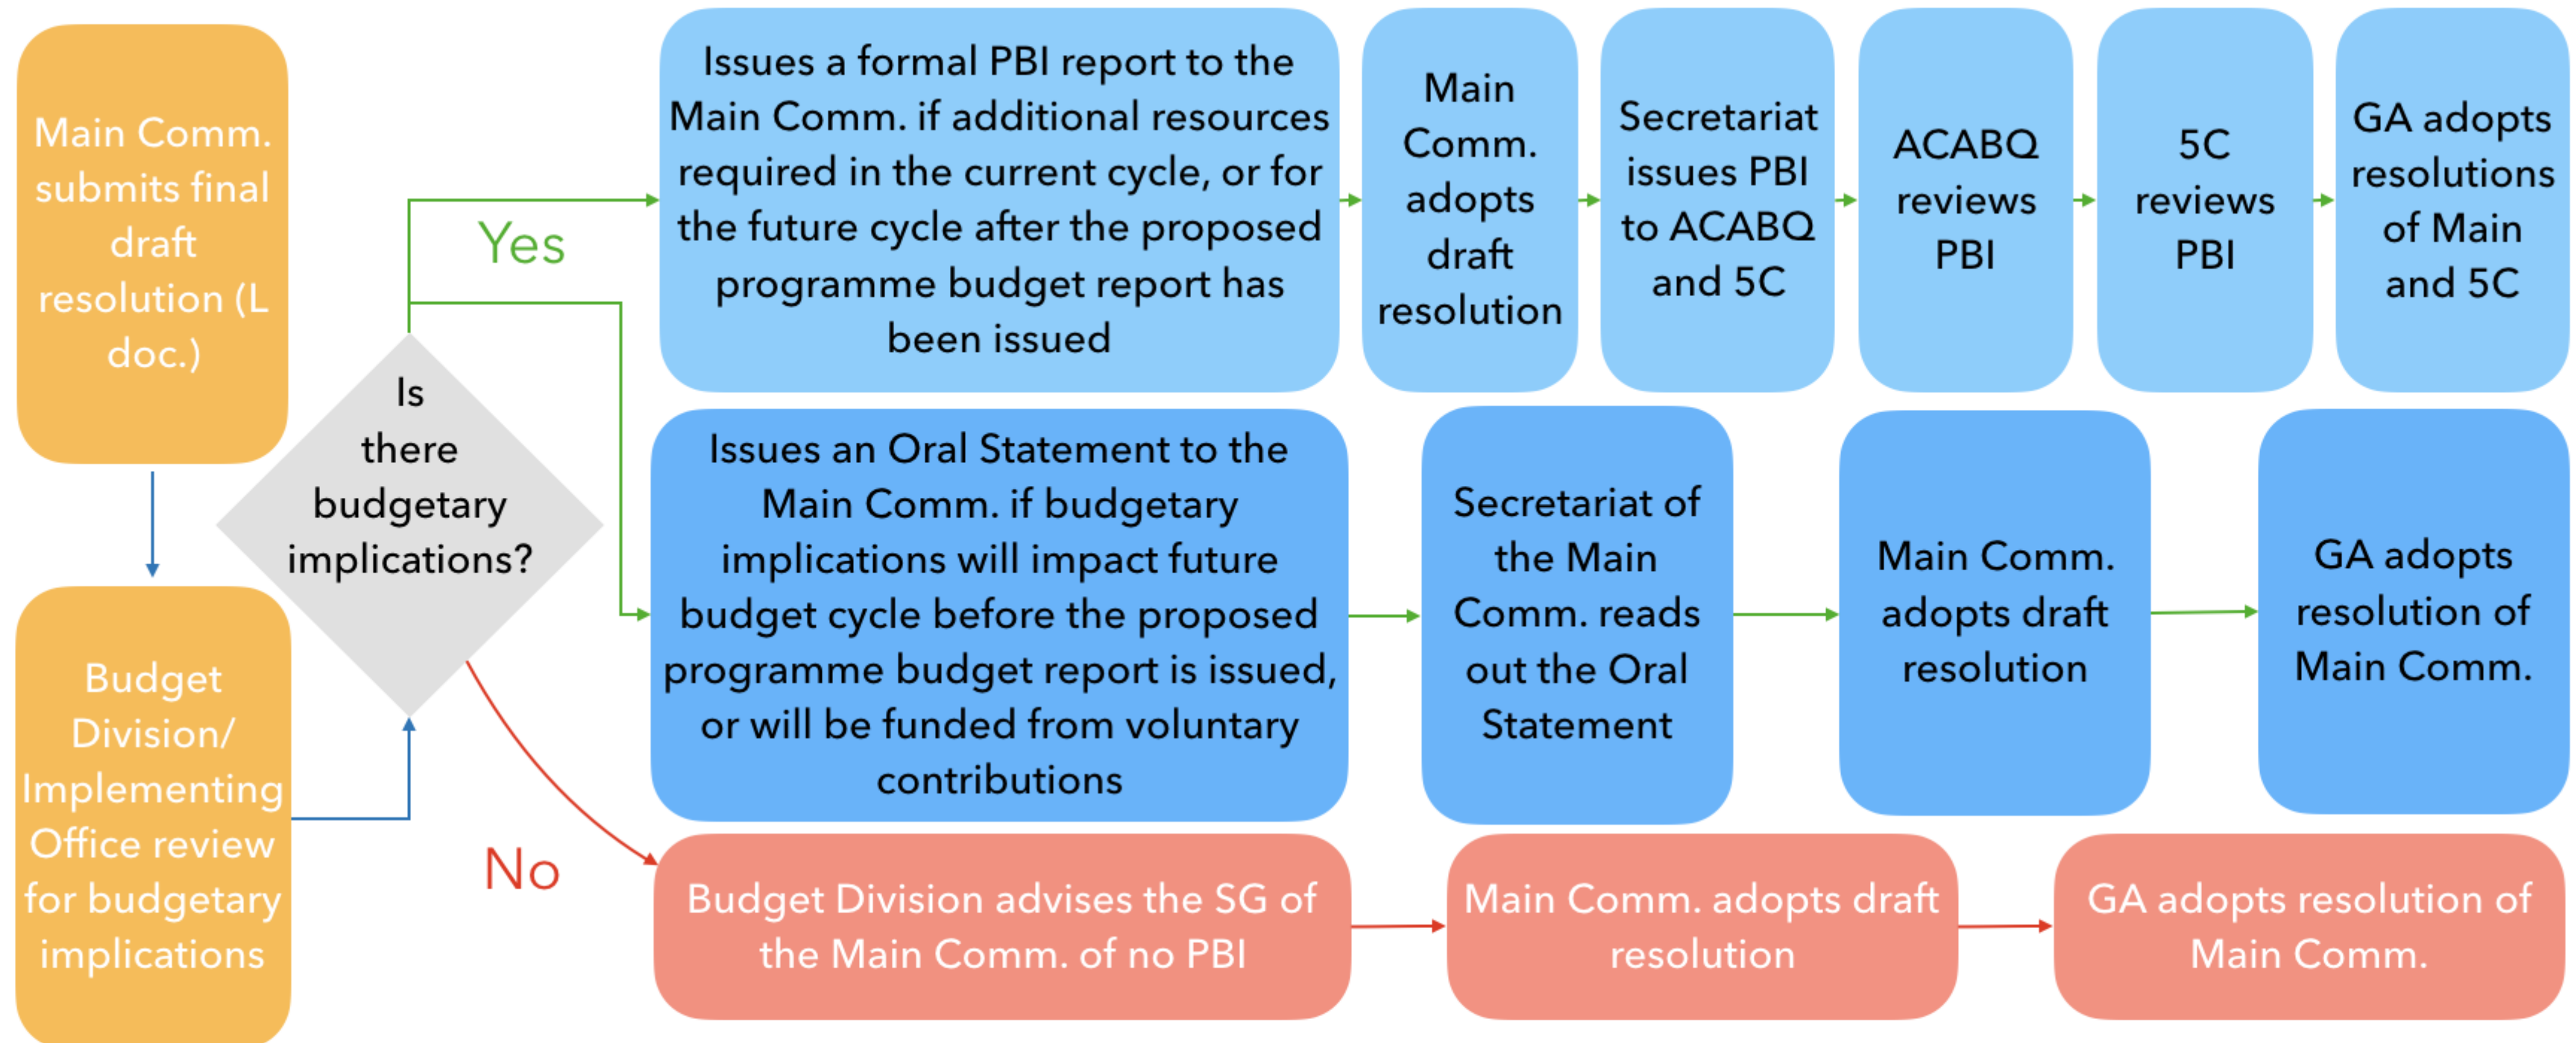 Main Comm.
submits final
draft
resolution (L
doc.)
Budget
Division/
Implementing
Office review
for budgetary
implications
Is
there
budgetary
implications?
Yes
Issues a formal PBI report to the
Main Comm. if additional resources
required in the current cycle, or for
the future cycle after the proposed
programme budget report has
been issued
Main
Comm.
adopts
draft
resolution
Secretariat
issues PBI
to ACABQ
and 5C
ACABQ
reviews
PBI
5C
reviews
PBI
GA adopts
resolutions
of Main
and 5C
Issues an Oral Statement to the
Main Comm. if budgetary
implications will impact future
budget cycle before the proposed
programme budget report is issued,
or will be funded from voluntary
contributions
Secretariat of
the Main
Comm. reads
out the Oral
Statement
Main Comm.
adopts draft
resolution
GA adopts
resolution of
Main Comm.
No
Budget Division advises the SG of
the Main Comm. of no PBI
Main Comm. adopts draft
resolution
GA adopts resolution of
Main Comm.